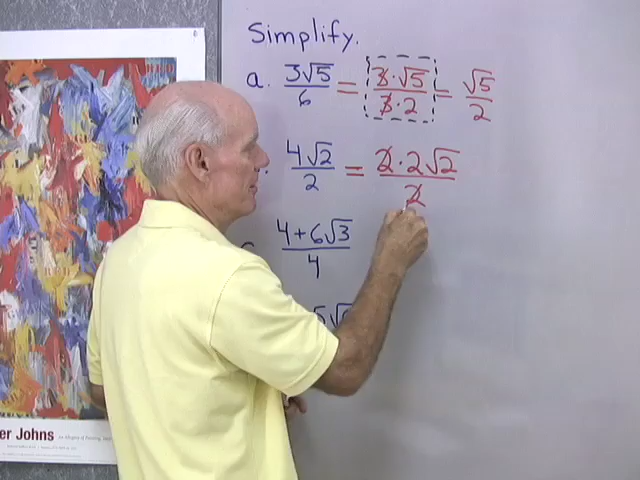 Simplify.
a. 3√5/6 = 3·√5/3·2 = √5/2
. 4√2/2 = 2·2√2/2
4+6√3/4
5√
er Johns